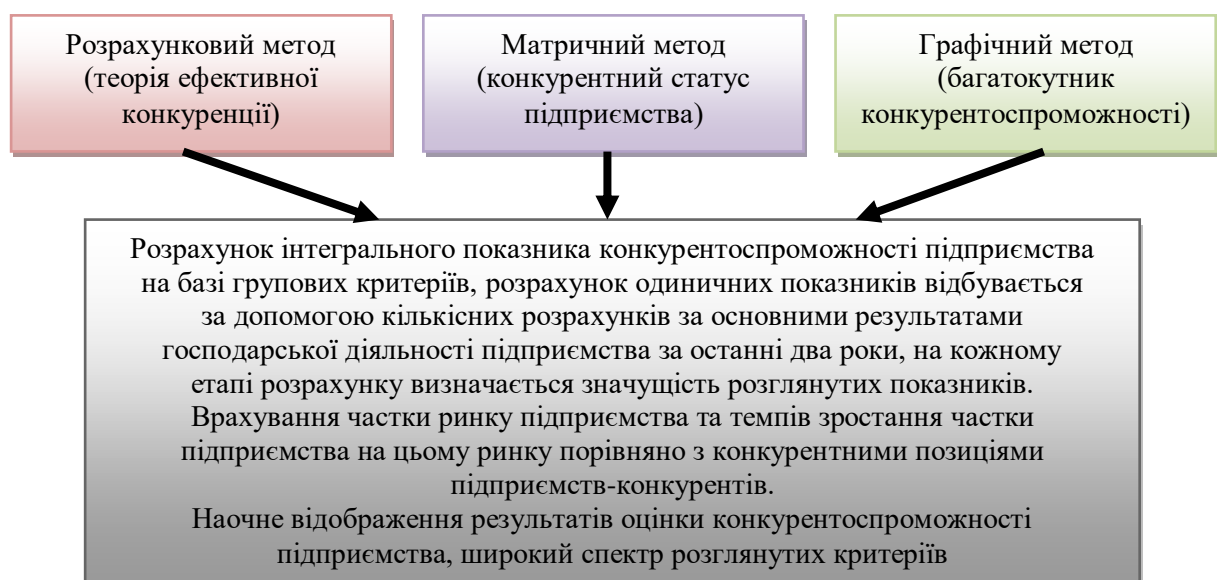 Розрахунковий метод
(теорія ефективної
конкуренції)
Матричний метод
(конкурентний статус
підприємства)
Графічний метод
(багатокутник
конкурентоспроможності)
Розрахунок інтегрального показника конкурентоспроможності підприємства
на базі групових критеріїв, розрахунок одиничних показників відбувається
за допомогою кількісних розрахунків за основними результатами
господарської діяльності підприємства за останні два роки, на кожному
етапі розрахунку визначається значущість розглянутих показників.
Врахування частки ринку підприємства та темпів зростання частки
підприємства на цьому ринку порівняно з конкурентними позиціями
підприємств-конкурентів.
Наочне відображення результатів оцінки конкурентоспроможності
підприємства, широкий спектр розглянутих критеріїв